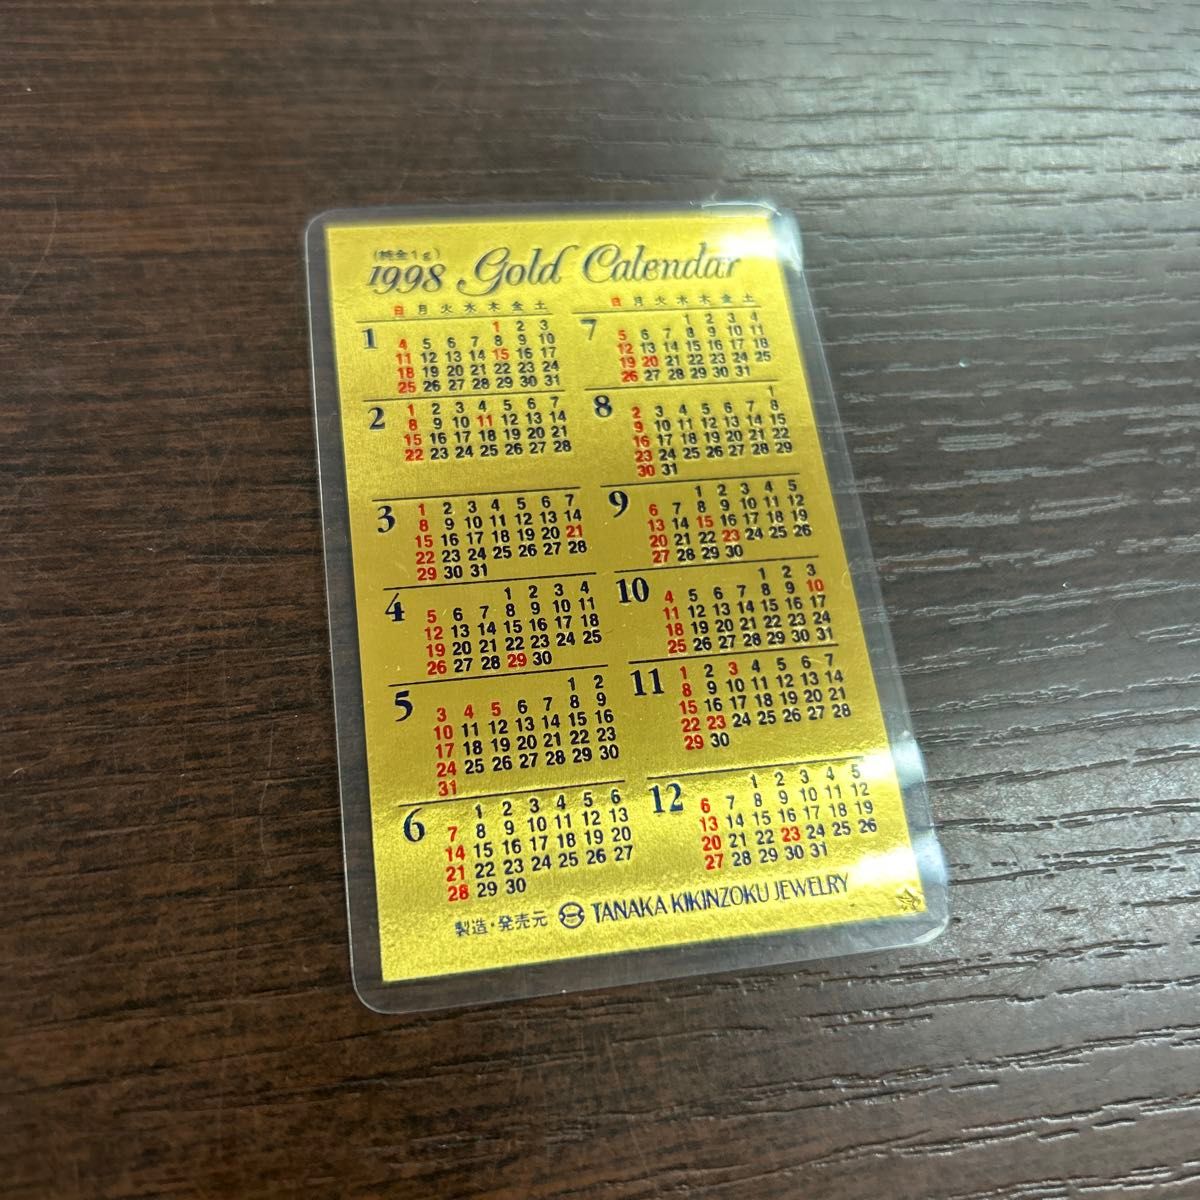 (純金1g)
1998 Gold Calendar
日 月 火 水 木 金 土
1
1 2 3
4 5 6 7 8 9 10
11 12 13 14 15 16 17
18 19 20 21 22 23 24
25 26 27 28 29 30 31
2
1 2 3 4 5 6 7
8 9 10 11 12 13 14
15 16 17 18 19 20 21
22 23 24 25 26 27 28
3
1 2 3 4 5 6 7
8 9 10 11 12 13 14
15 16 17 18 19 20 21
22 23 24 25 26 27 28
29 30 31
4
1 2 3 4
5 6 7 8 9 10 11
12 13 14 15 16 17 18
19 20 21 22 23 24 25
26 27 28 29 30
5
1 2
3 4 5 6 7 8 9
10 11 12 13 14 15 16
17 18 19 20 21 22 23
24 25 26 27 28 29 30
31
6
1 2 3 4 5 6
7 8 9 10 11 12 13
14 15 16 17 18 19 20
21 22 23 24 25 26 27
28 29 30
日 月 火 水 木 金 土
7
1 2 3 4
5 6 7 8 9 10 11
12 13 14 15 16 17 18
19 20 21 22 23 24 25
26 27 28 29 30 31
8
1
2 3 4 5 6 7 8
9 10 11 12 13 14 15
16 17 18 19 20 21 22
23 24 25 26 27 28 29
30 31
9
1 2 3 4 5
6 7 8 9 10 11 12
13 14 15 16 17 18 19
20 21 22 23 24 25 26
27 28 29 30
10
1 2 3
4 5 6 7 8 9 10
11 12 13 14 15 16 17
18 19 20 21 22 23 24
25 26 27 28 29 30 31
11
1 2 3 4 5 6 7
8 9 10 11 12 13 14
15 16 17 18 19 20 21
22 23 24 25 26 27 28
29 30
12
1 2 3 4 5
6 7 8 9 10 11 12
13 14 15 16 17 18 19
20 21 22 23 24 25 26
27 28 29 30 31
製造・発売元 TANAKA KIKINZOKU JEWELRY